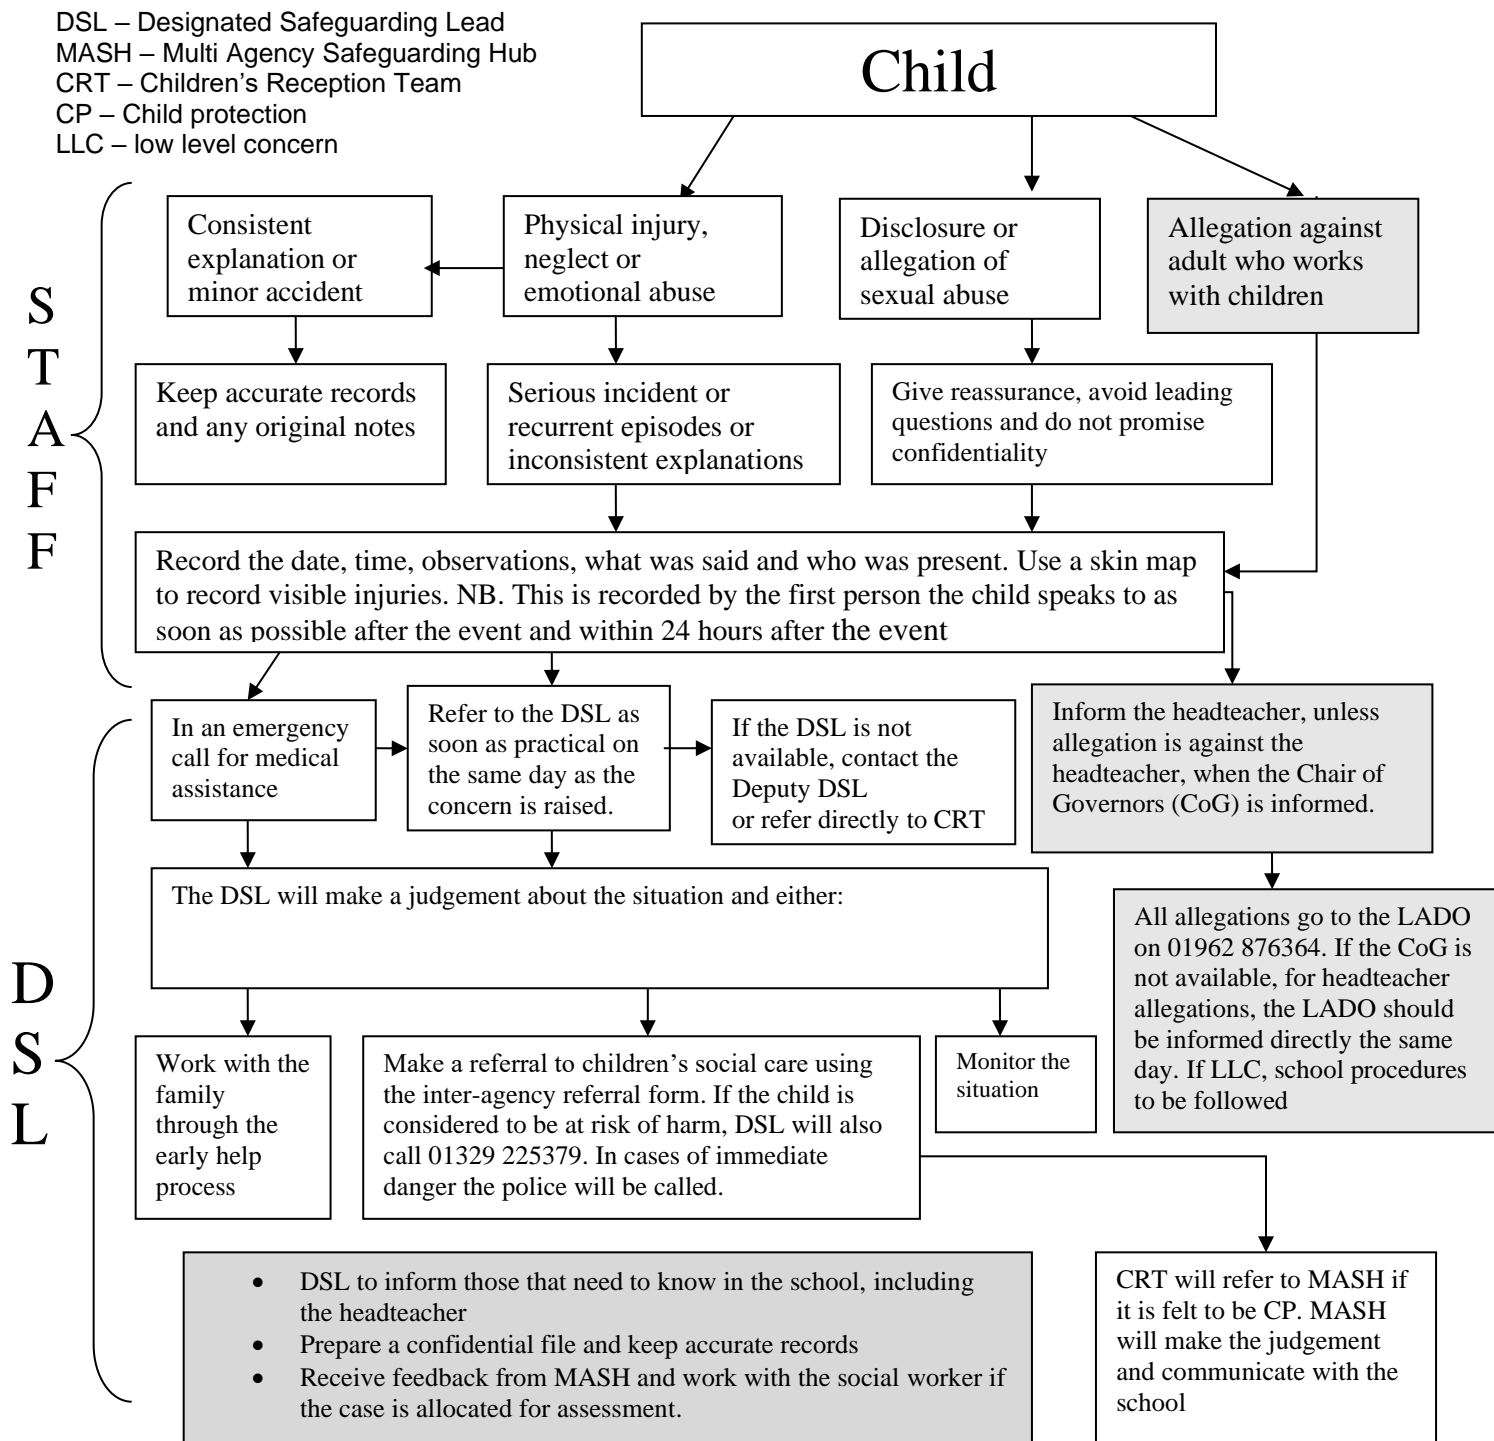 DSL – Designated Safeguarding Lead
MASH – Multi Agency Safeguarding Hub
CRT – Children's Reception Team
CP – Child protection
LLC – low level concern
Child
S
T
A
F
F
Consistent
explanation or
minor accident
Physical injury,
neglect or
emotional abuse
Disclosure or
allegation of
sexual abuse
Allegation against
adult who works
with children
Keep accurate records
and any original notes
Serious incident or
recurrent episodes or
inconsistent explanations
Give reassurance, avoid leading
questions and do not promise
confidentiality
Record the date, time, observations, what was said and who was present. Use a skin map
to record visible injuries. NB. This is recorded by the first person the child speaks to as
soon as possible after the event and within 24 hours after the event
D
S
L
In an emergency
call for medical
assistance
Refer to the DSL as
soon as practical on
the same day as the
concern is raised.
If the DSL is not
available, contact the
Deputy DSL
or refer directly to CRT
Inform the headteacher, unless
allegation is against the
headteacher, when the Chair of
Governors (CoG) is informed.
The DSL will make a judgement about the situation and either:
All allegations go to the LADO
on 01962 876364. If the CoG is
not available, for headteacher
allegations, the LADO should
be informed directly the same
day. If LLC, school procedures
to be followed
Work with the
family
through the
early help
process
Make a referral to children's social care using
the inter-agency referral form. If the child is
considered to be at risk of harm, DSL will also
call 01329 225379. In cases of immediate
danger the police will be called.
Monitor the
situation
• DSL to inform those that need to know in the school, including
the headteacher
• Prepare a confidential file and keep accurate records
• Receive feedback from MASH and work with the social worker if
the case is allocated for assessment.
CRT will refer to MASH if
it is felt to be CP. MASH
will make the judgement
and communicate with the
school